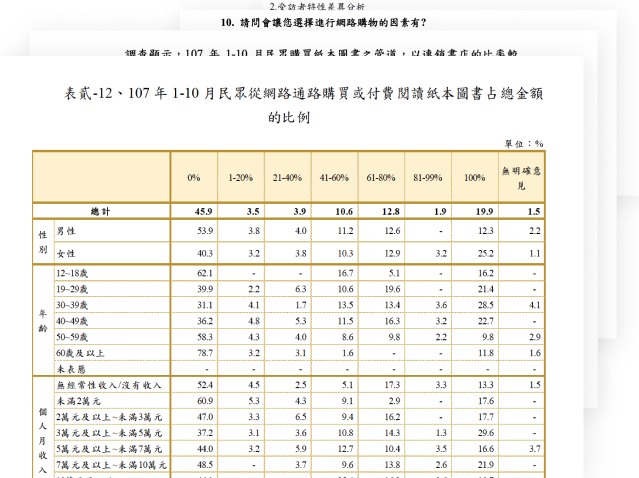 2.受訪者特性差異分析
10. 請問會讓您選擇進行網路購物的因素有?
調查顯示，107 年 1-10 月民眾購買紙本圖書之管道，以連鎖書店的比率較
表貳-12、107 年 1-10 月民眾從網路通路購買或付費閱讀紙本圖書占總金額
的比例
單位：%
0% 1-20% 21-40% 41-60% 61-80% 81-99% 100% 無明確意見
總計 45.9 3.5 3.9 10.6 12.8 1.9 19.9 1.5
性別
男性 53.9 3.8 4.0 11.2 12.6 - 12.3 2.2
女性 40.3 3.2 3.8 10.3 12.9 3.2 25.2 1.1
年齡
12~18歲 62.1 - - 16.7 5.1 - 16.2 -
19~29歲 39.9 2.2 6.3 10.6 19.6 - 21.4 -
30~39歲 31.1 4.1 1.7 13.5 13.4 3.6 28.5 4.1
40~49歲 36.2 4.8 5.3 11.5 16.3 3.2 22.7 -
50~59歲 58.3 4.3 4.0 8.6 9.8 2.2 9.8 2.9
60歲及以上 78.7 3.2 3.1 1.6 - - 11.8 1.6
未表態 - - - - - - - -
個人月收入
無經常性收入/沒有收入 52.4 4.5 2.5 5.1 17.3 3.3 13.3 1.5
未滿2萬元 60.9 5.3 4.3 9.1 2.9 - 17.6 -
2萬元及以上~未滿3萬元 47.0 3.3 6.5 9.4 16.2 - 17.7 -
3萬元及以上~未滿5萬元 37.2 3.1 3.6 10.8 14.3 1.3 29.6 -
5萬元及以上~未滿7萬元 44.0 3.2 5.9 12.7 10.4 3.5 16.6 3.7
7萬元及以上~未滿10萬元 48.5 - 3.7 9.6 13.8 2.6 21.9 -